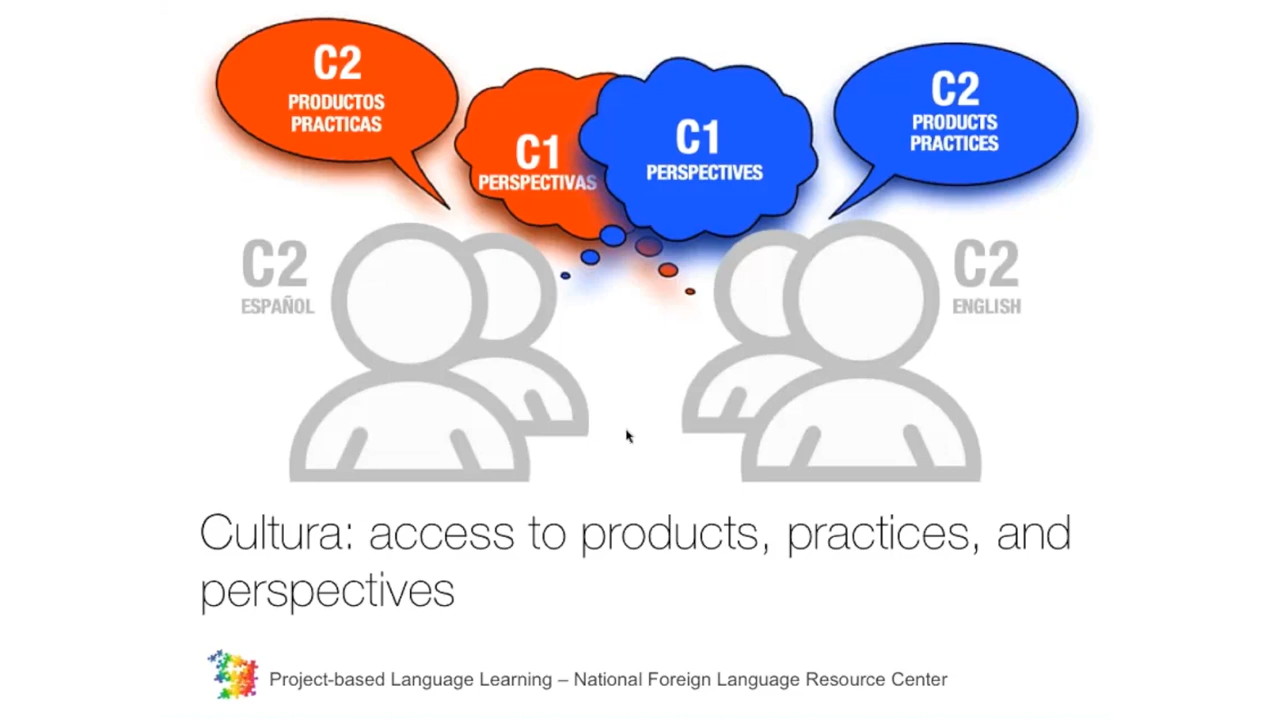 C2
PRODUCTOS
PRACTICAS
C1
PERSPECTIVAS
C1
PERSPECTIVES
C2
PRODUCTS
PRACTICES
C2
ESPAÑOL
C2
ENGLISH
Cultura: access to products, practices, and
perspectives
Project-based Language Learning – National Foreign Language Resource Center